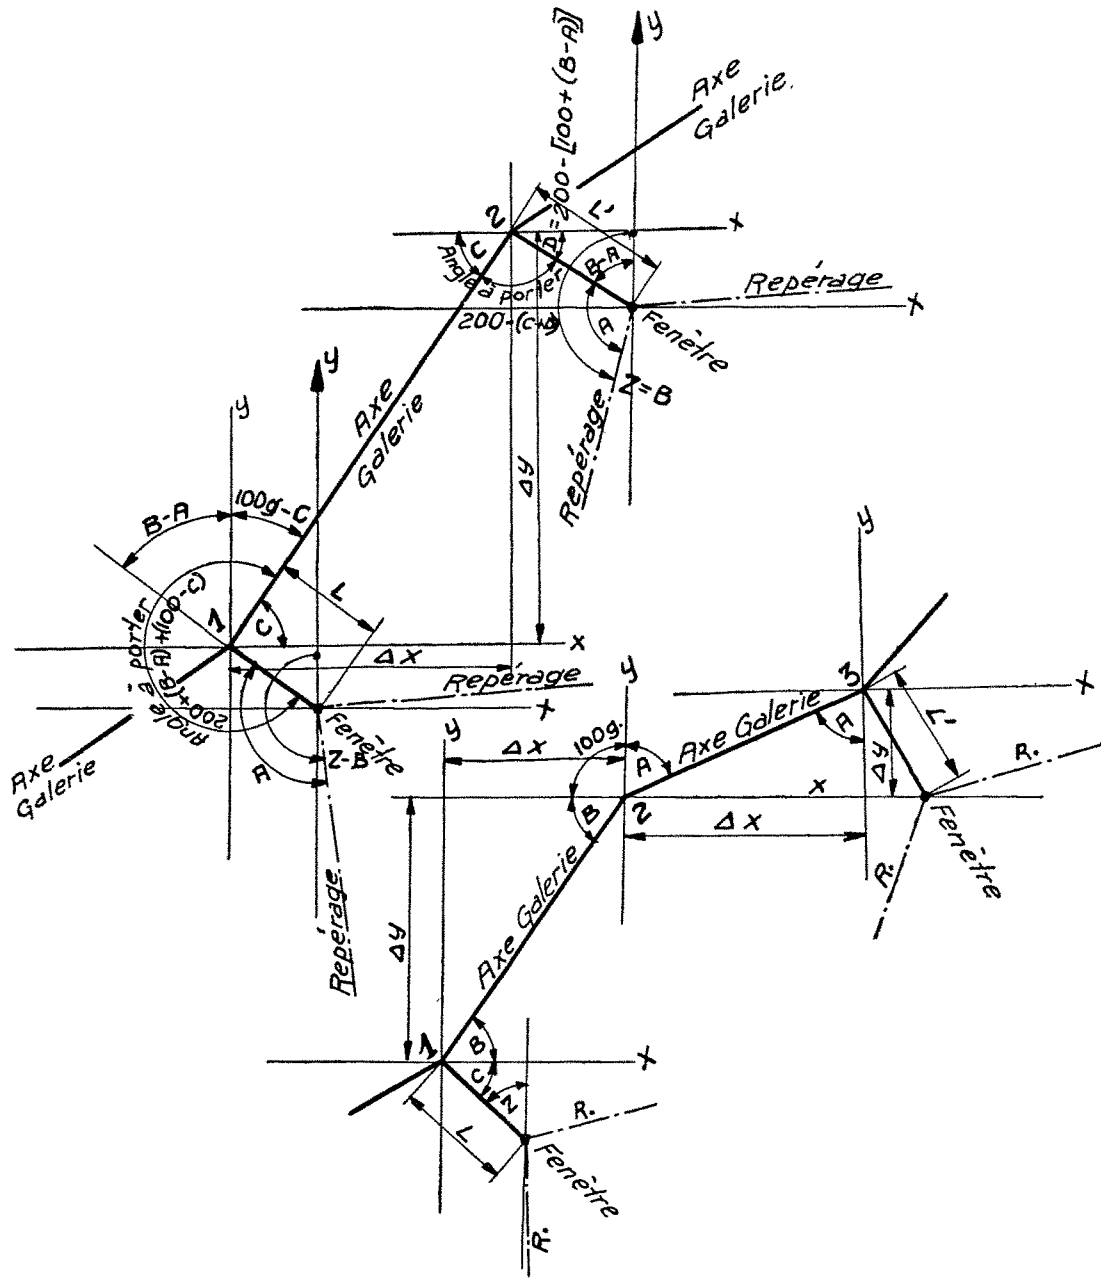 y
Axe
Galerie.
A=200-[100+(B-A)]
L'
2
x
C
Angle à porter
200-(C+A)
B-A
Repérage
x
A
Fenêtre
Z=B
Repérage
y
y
Axe
Galerie
Δy
B-A
100g-C
L
1
C
x
Δx
Angle à porter
200+(B-A)+(100-C)
Repérage
x
Fenêtre
Z-B
A
Axe
Galerie
Repérage
y
Δx
y
100g.
A
Axe Galerie
3
y
x
A
Δy
L'
R.
x
2
B
Δx
Fenêtre
R.
Axe Galerie
Δy
1
B
x
C
Z
L
R.
Fenêtre
R.